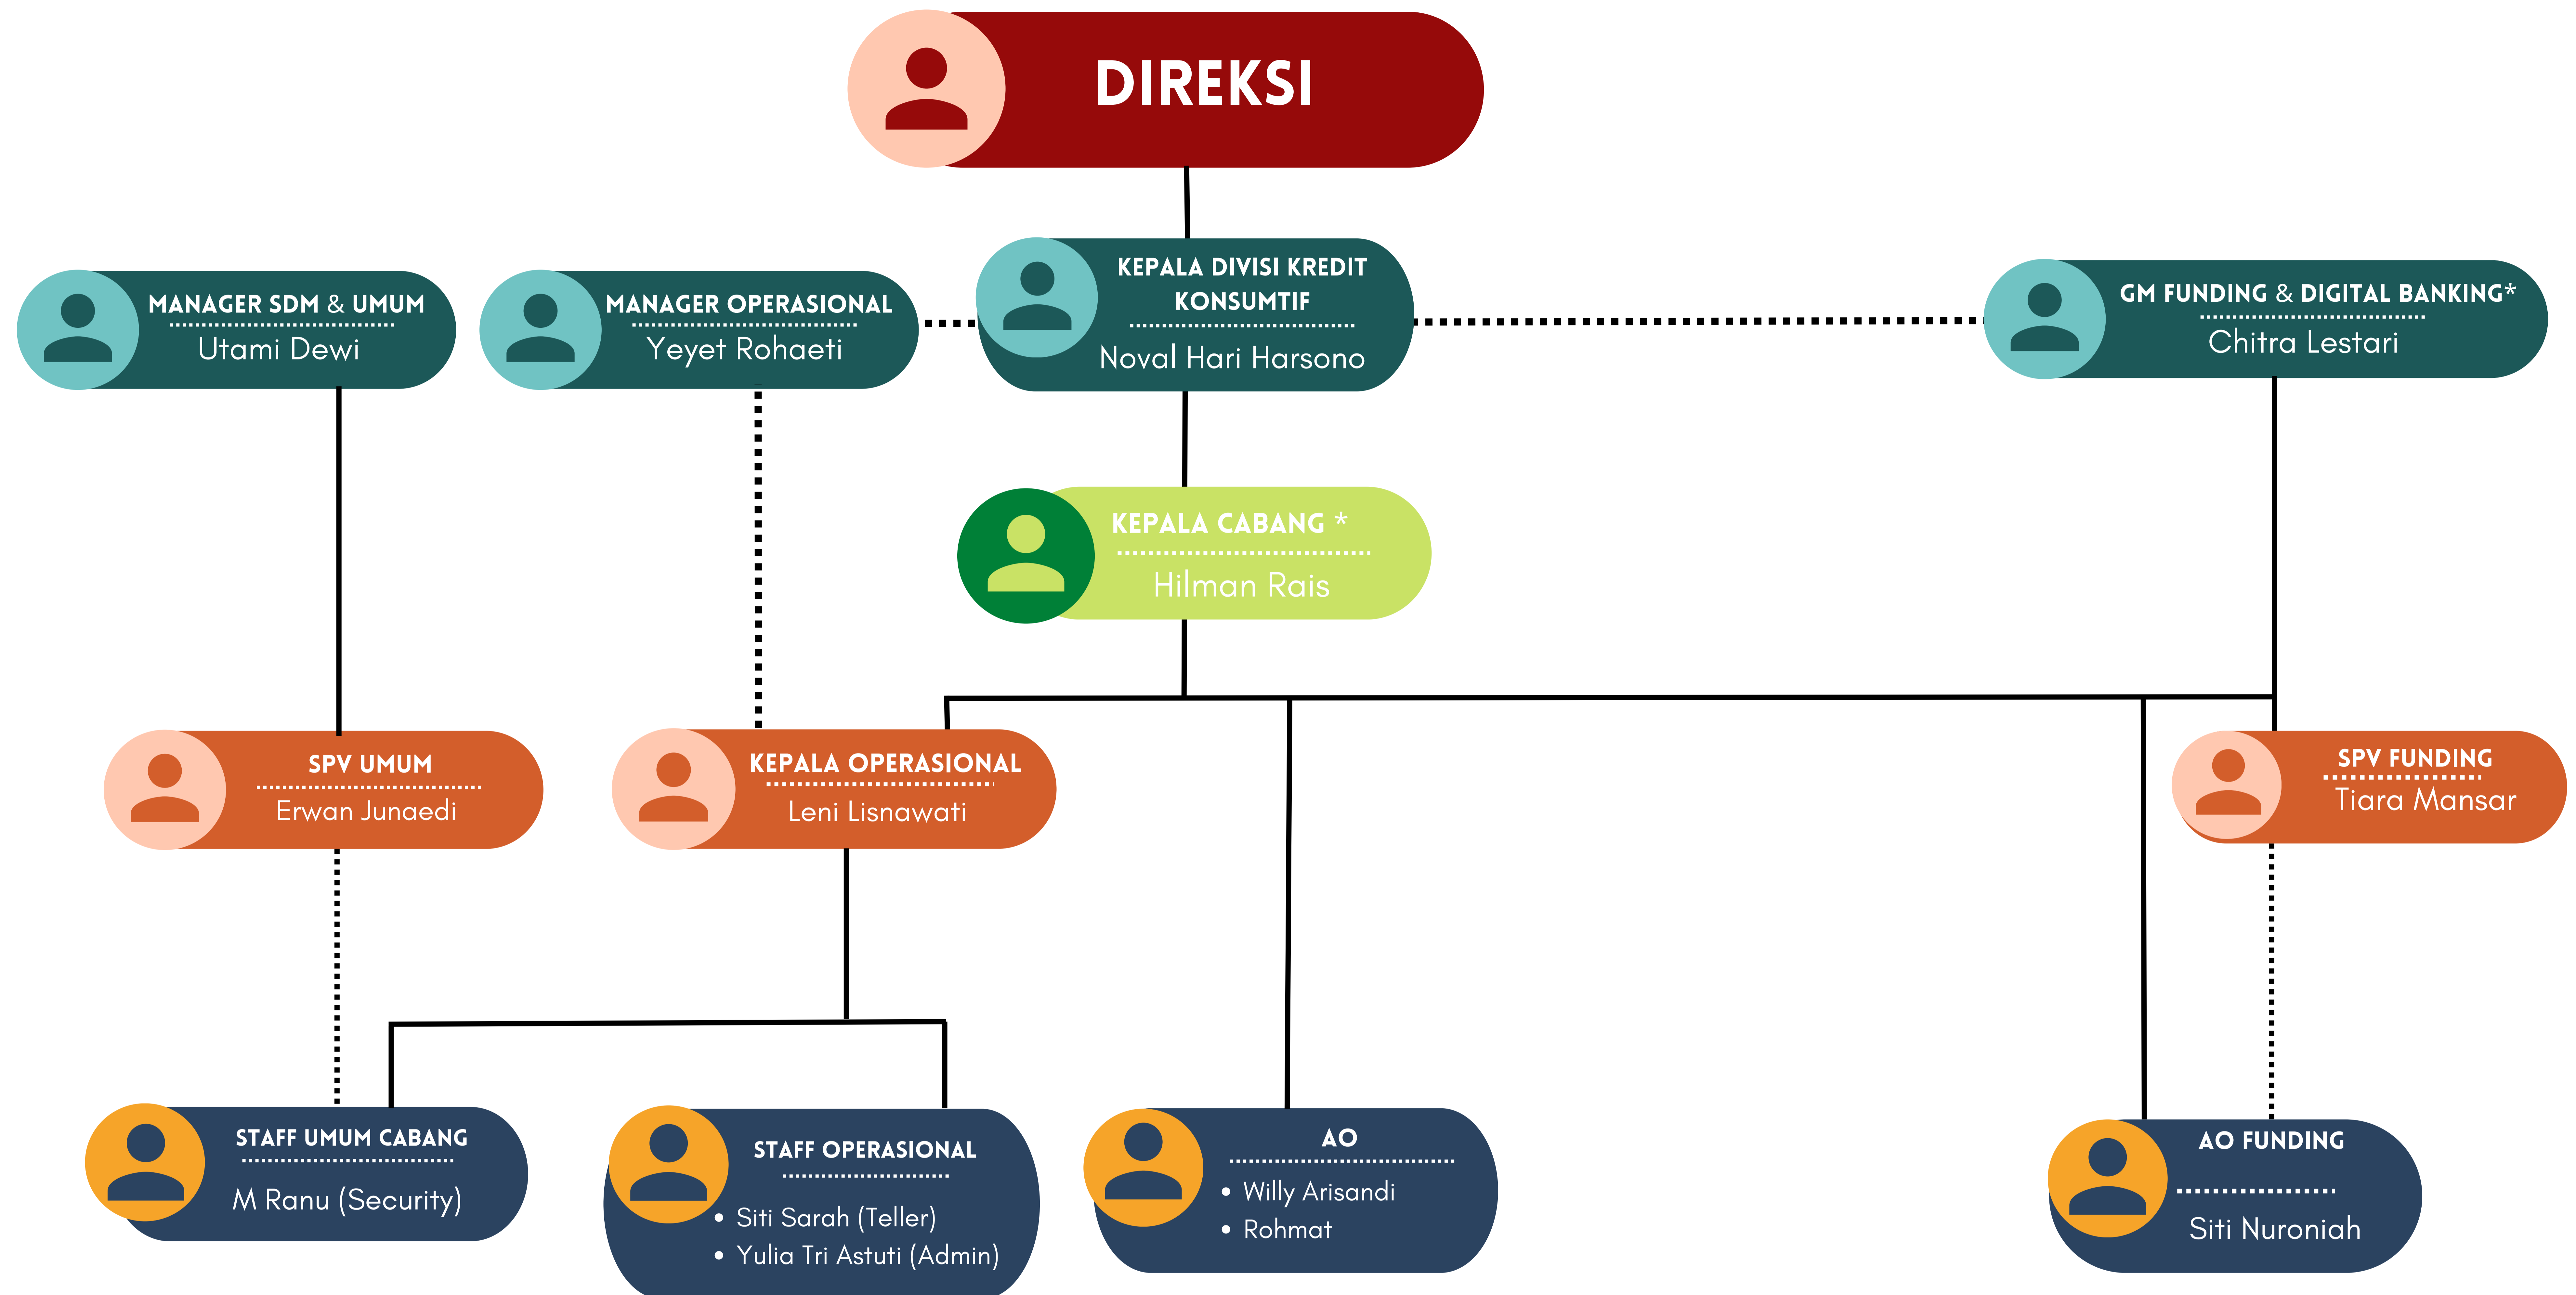 DIREKSI
MANAGER SDM & UMUM
Utami Dewi
MANAGER OPERASIONAL
Yeyet Rohaeti
KEPALA DIVISI KREDIT
KONSUMTIF
Noval Hari Harsono
GM FUNDING & DIGITAL BANKING*
Chitra Lestari
KEPALA CABANG *
Hilman Rais
SPV UMUM
Erwan Junaedi
KEPALA OPERASIONAL
Leni Lisnawati
SPV FUNDING
Tiara Mansar
STAFF UMUM CABANG
M Ranu (Security)
STAFF OPERASIONAL
• Siti Sarah (Teller)
• Yulia Tri Astuti (Admin)
AO
• Willy Arisandi
• Rohmat
AO FUNDING
Siti Nuroniah